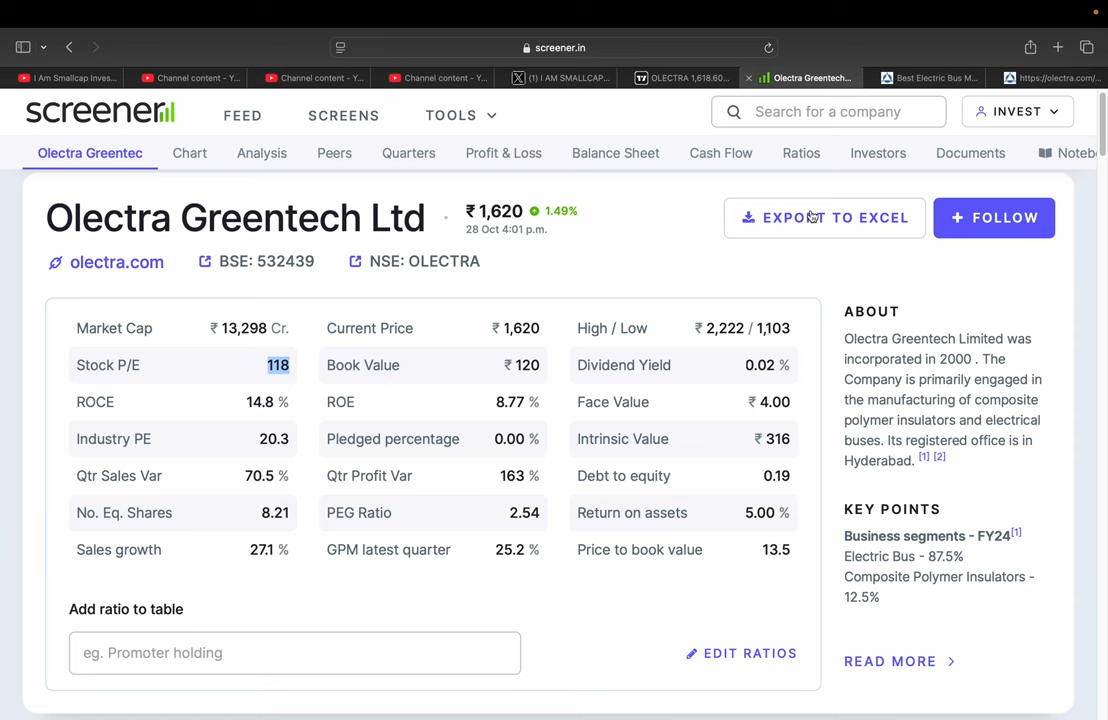 screener.in
I Am Smallcap Inves...
Channel content - Y...
Channel content - Y...
Channel content - Y...
(1) I AM SMALLCAP...
OLECTRA 1,618.60...
Olectra Greentech...
Best Electric Bus M...
https://olectra.com/...
screener
FEED
SCREENS
TOOLS
Search for a company
INVEST
Olectra Greentec
Chart
Analysis
Peers
Quarters
Profit & Loss
Balance Sheet
Cash Flow
Ratios
Investors
Documents
Noteb
Olectra Greentech Ltd
₹ 1,620 1.49%
28 Oct 4:01 p.m.
EXPORT TO EXCEL
+ FOLLOW
olectra.com
BSE: 532439
NSE: OLECTRA
Market Cap ₹ 13,298 Cr.
Current Price ₹ 1,620
High / Low ₹ 2,222 / 1,103
Stock P/E 118
Book Value ₹ 120
Dividend Yield 0.02 %
ROCE 14.8 %
ROE 8.77 %
Face Value ₹ 4.00
Industry PE 20.3
Pledged percentage 0.00 %
Intrinsic Value ₹ 316
Qtr Sales Var 70.5 %
Qtr Profit Var 163 %
Debt to equity 0.19
No. Eq. Shares 8.21
PEG Ratio 2.54
Return on assets 5.00 %
Sales growth 27.1 %
GPM latest quarter 25.2 %
Price to book value 13.5
Add ratio to table
eg. Promoter holding
EDIT RATIOS
ABOUT
Olectra Greentech Limited was
incorporated in 2000 . The
Company is primarily engaged in
the manufacturing of composite
polymer insulators and electrical
buses. Its registered office is in
Hyderabad. [1] [2]
KEY POINTS
Business segments - FY24[1]
Electric Bus - 87.5%
Composite Polymer Insulators -
12.5%
READ MORE